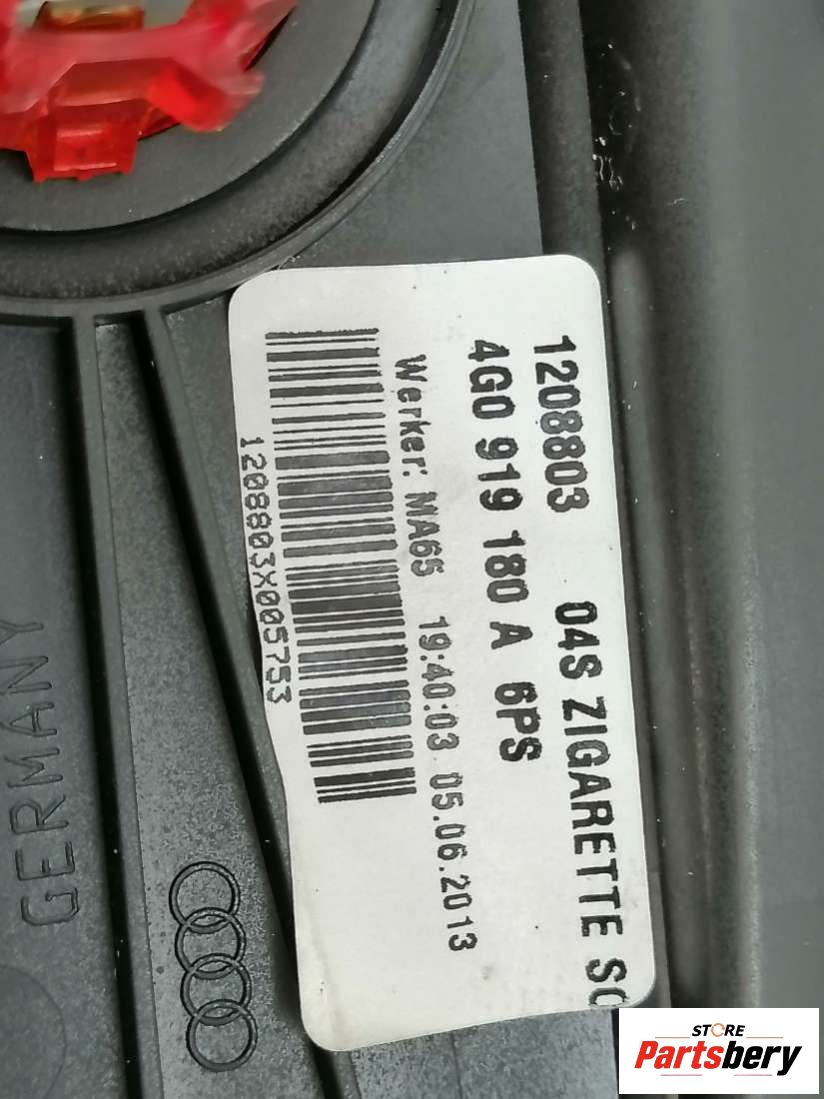 1208803 04S ZIGARETTE SC
4G0 919 180 A 6PS
Werker: MA65 19:40:03 05.06.2013
1208803X005753
GERMANY
STORE
Partsbery